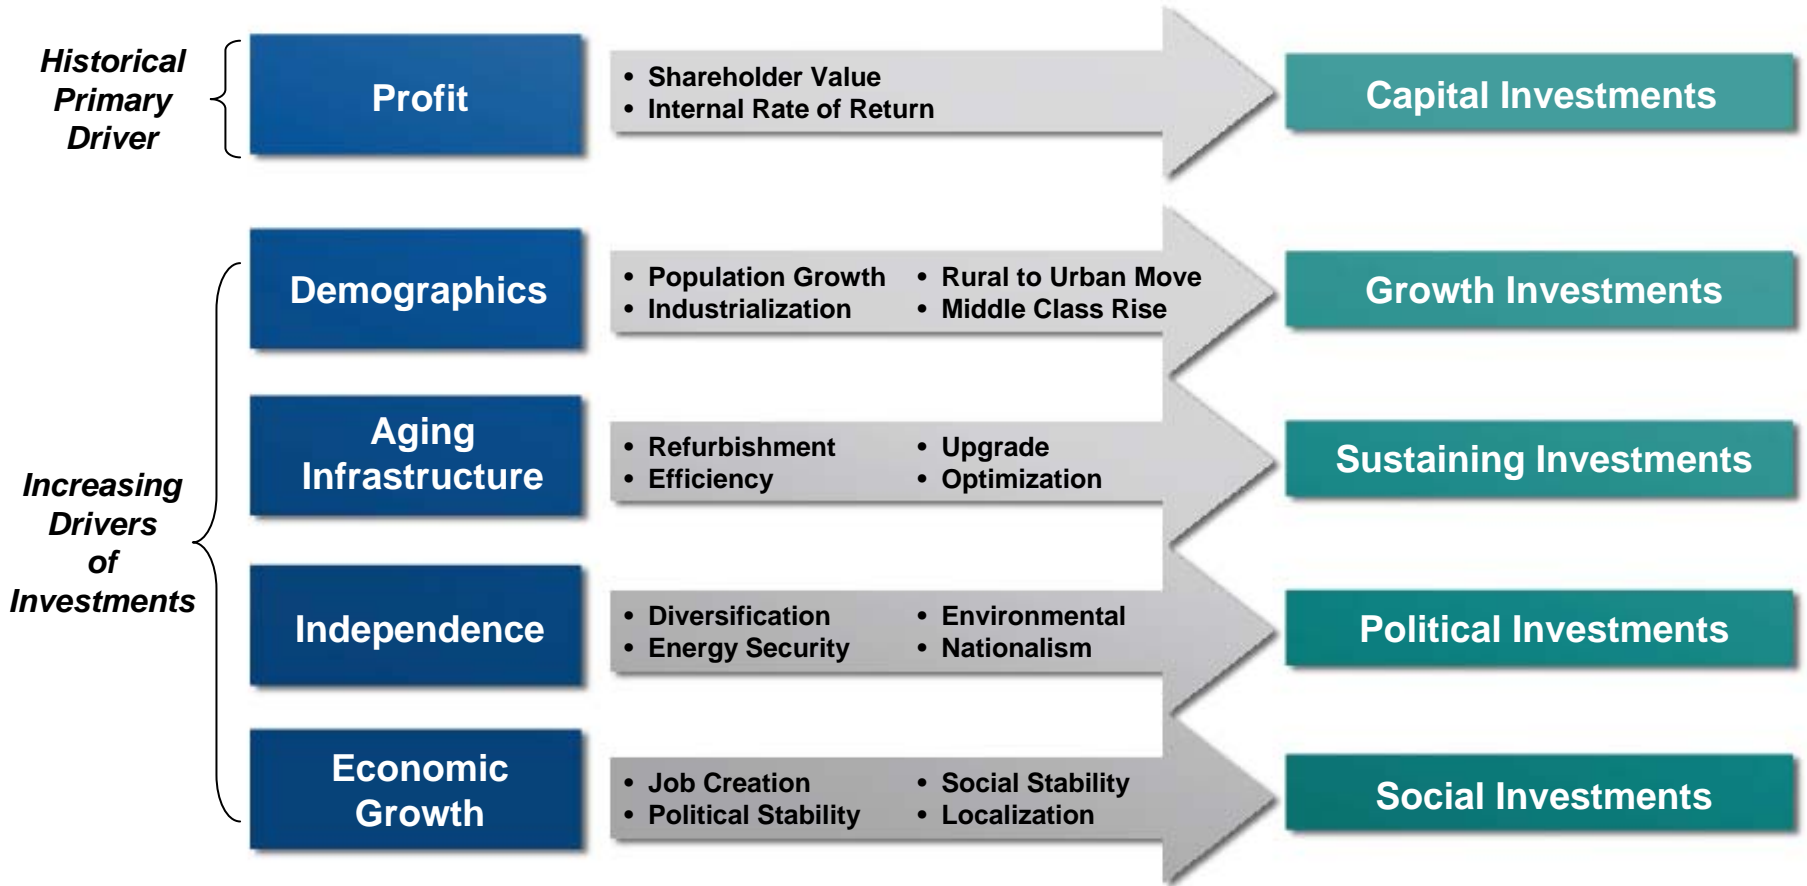 Historical
Primary
Driver
Profit
• Shareholder Value
• Internal Rate of Return
Capital Investments
Increasing
Drivers
of
Investments
Demographics
• Population Growth
• Industrialization
• Rural to Urban Move
• Middle Class Rise
Growth Investments
Aging
Infrastructure
• Refurbishment
• Efficiency
• Upgrade
• Optimization
Sustaining Investments
Independence
• Diversification
• Energy Security
• Environmental
• Nationalism
Political Investments
Economic
Growth
• Job Creation
• Political Stability
• Social Stability
• Localization
Social Investments